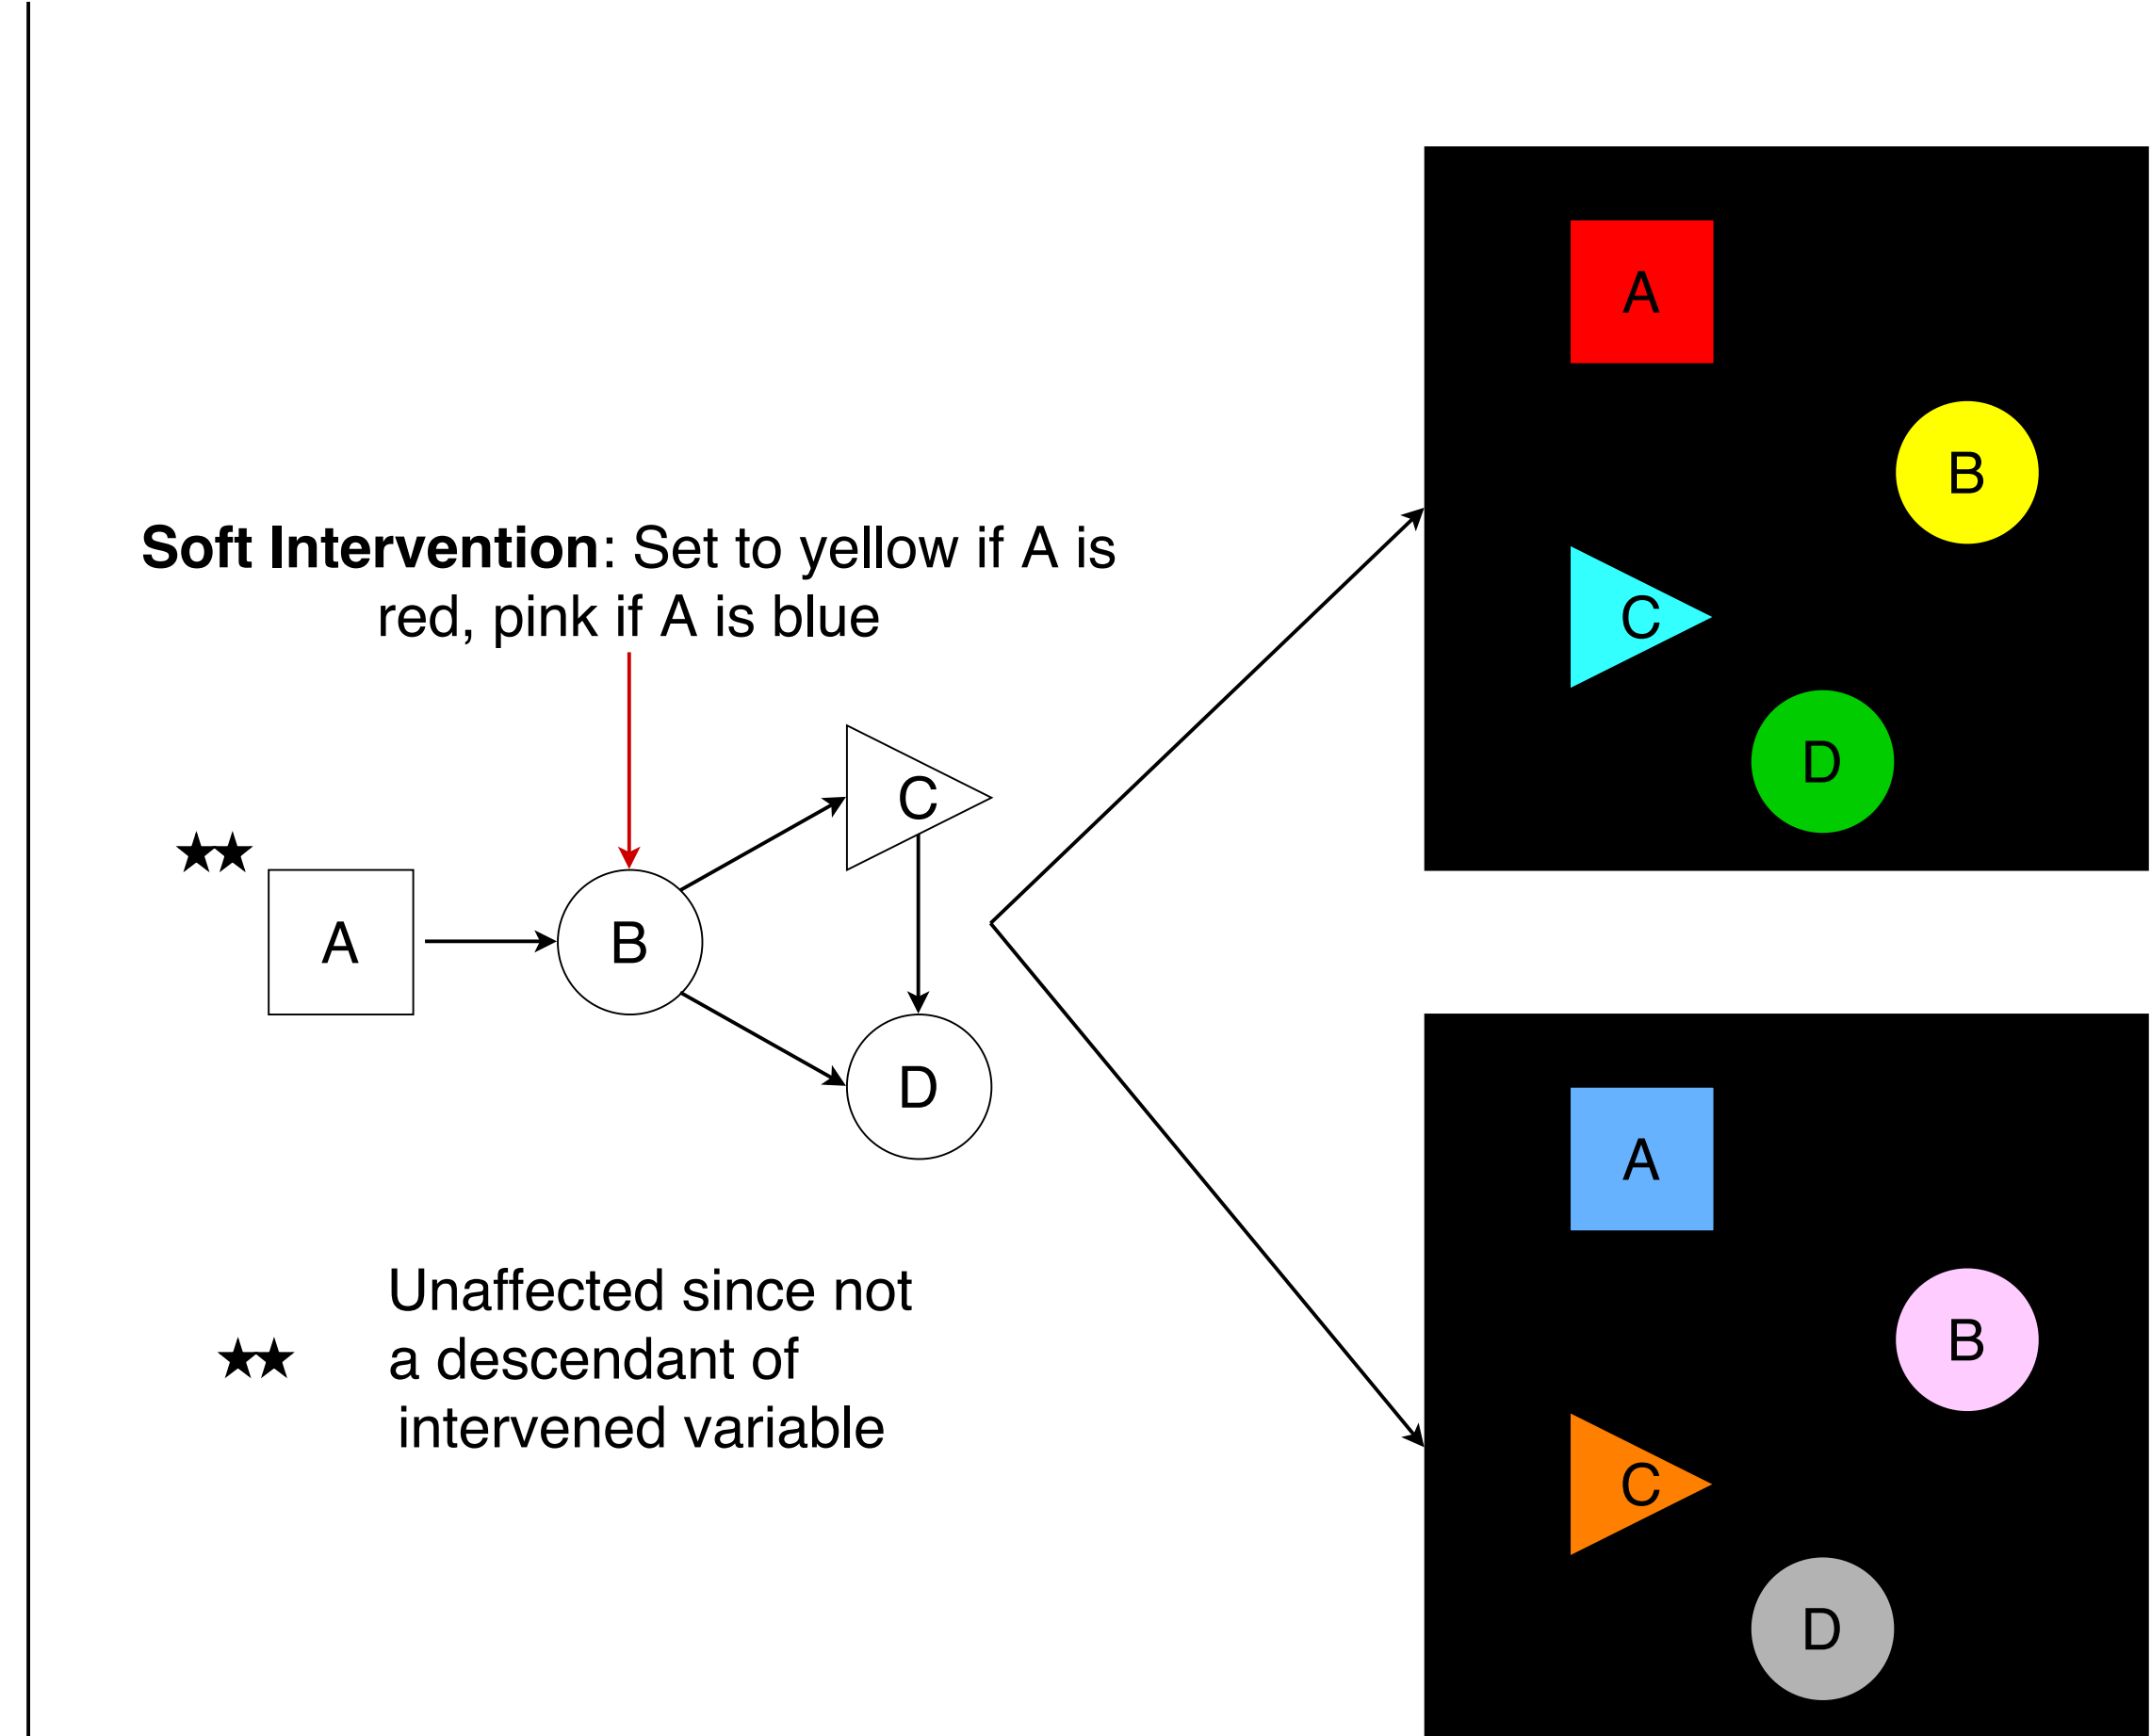 Soft Intervention: Set to yellow if A is
red, pink if A is blue
A
B
C
D
Unaffected since not
a descendant of
intervened variable
A
B
C
D
A
B
C
D